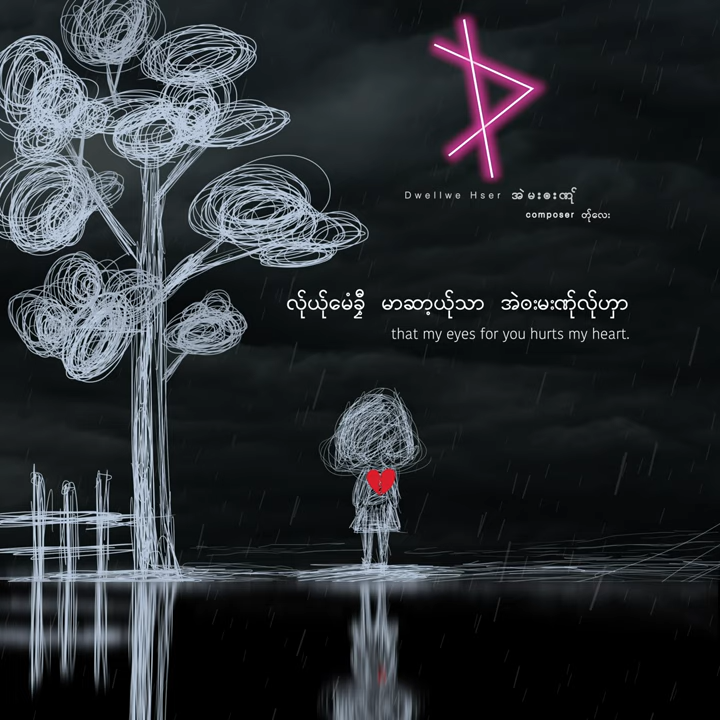 Dwellwe Hser အဲမးစးဏုာ်
composer တုာ်လေး
လုာ်ယုာ်မေံခွီ မာဆာ့ယုာ်သာ အဲစးမးဏုာ်လုာ်ဟှာ
that my eyes for you hurts my heart.